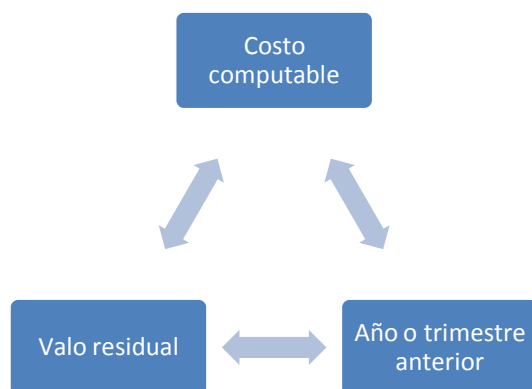 Costo
computable
Valo residual
Año o trimestre
anterior